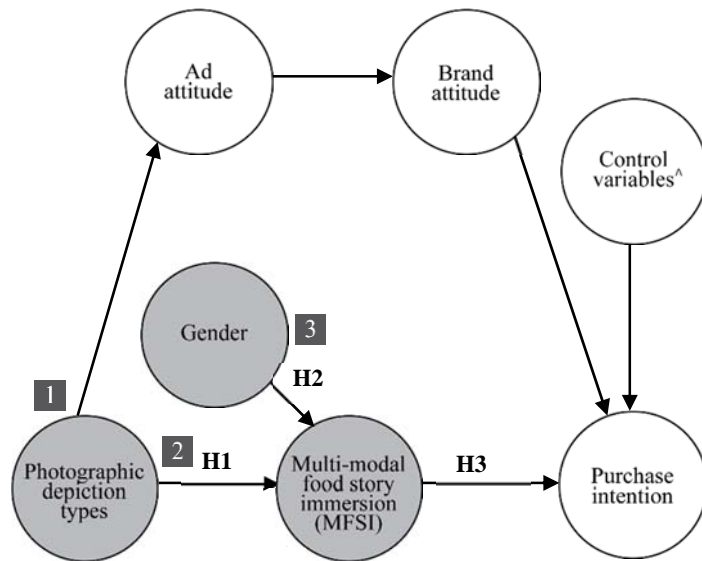 Ad
attitude
Brand
attitude
Control
variables^
Gender
3
H2
1
2
H1
Photographic
depiction
types
Multi-modal
food story
immersion
(MFSI)
H3
Purchase
intention